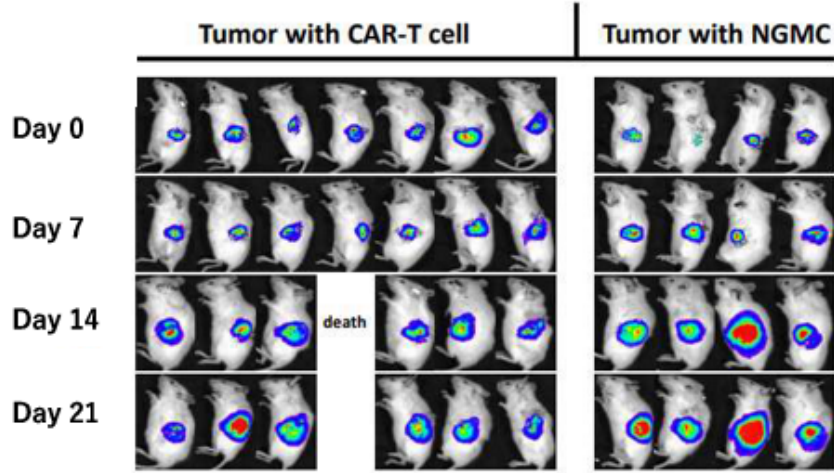 Tumor with CAR-T cell
Tumor with NGMC
Day 0
Day 7
Day 14
death
Day 21